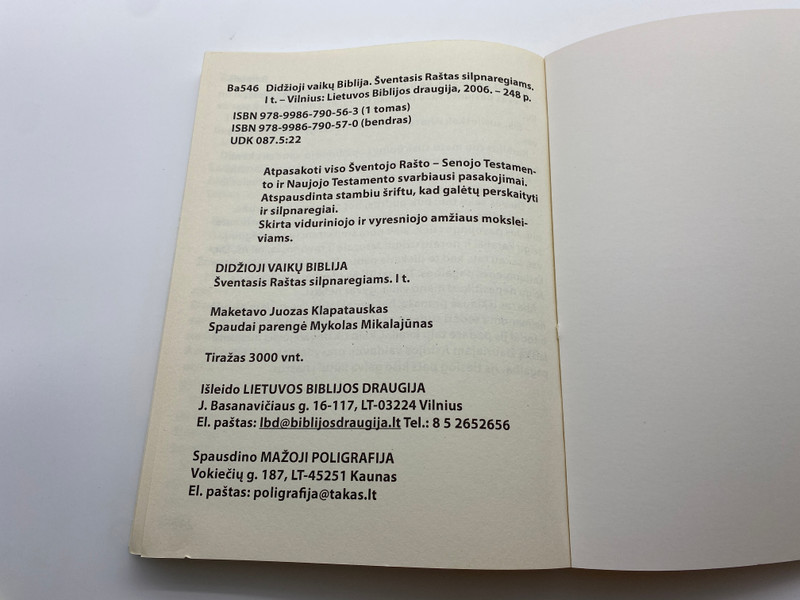 Ba546 Didžioji vaikų Biblija. Šventasis Raštas silpnaregiams.
I t. – Vilnius: Lietuvos Biblijos draugija, 2006. – 248 p.
ISBN 978-9986-790-56-3 (1 tomas)
ISBN 978-9986-790-57-0 (bendras)
UDK 087.5:22
Atpasakoti viso Šventojo Rašto – Senojo Testamen-
to ir Naujojo Testamento svarbiausi pasakojimai.
Atspausdinta stambiu šriftu, kad galėtų perskaityti
ir silpnaregiai.
Skirta viduriniojo ir vyresniojo amžiaus mokslei-
viams.
DIDŽIOJI VAIKŲ BIBLIJA
Šventasis Raštas silpnaregiams. I t.
Maketavo Juozas Klapatauskas
Spaudai parengė Mykolas Mikalajūnas
Tiražas 3000 vnt.
Išleido LIETUVOS BIBLIJOS DRAUGIJA
J. Basanavičiaus g. 16-117, LT-03224 Vilnius
El. paštas: lbd@biblijosdraugija.lt Tel.: 8 5 2652656
Spausdino MAŽOJI POLIGRAFIJA
Vokiečių g. 187, LT-45251 Kaunas
El. paštas: poligrafija@takas.lt